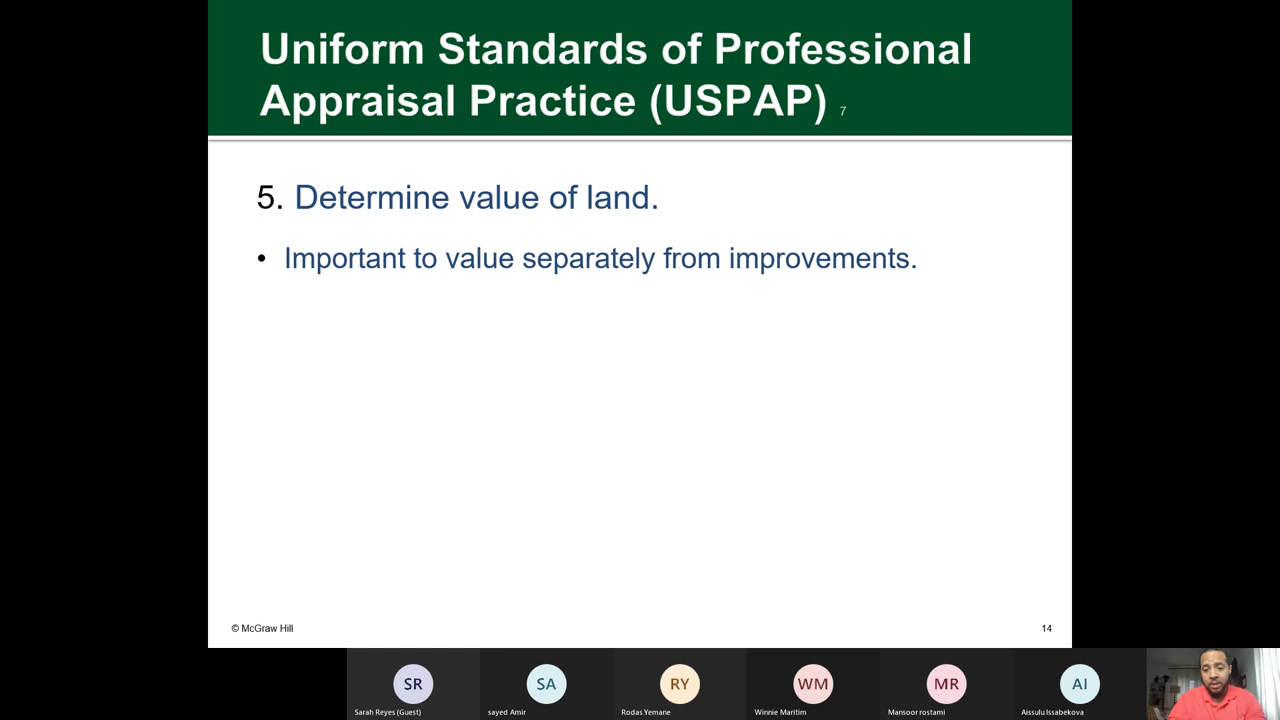 Uniform Standards of Professional
Appraisal Practice (USPAP) 7
5. Determine value of land.
• Important to value separately from improvements.
© McGraw Hill
14
SR
SA
RY
WM
MR
AI
Sarah Reyes (Guest)
sayed Amir
Rodas Yemane
Winnie Maritim
Mansoor rostami
Aissulu Issabekova